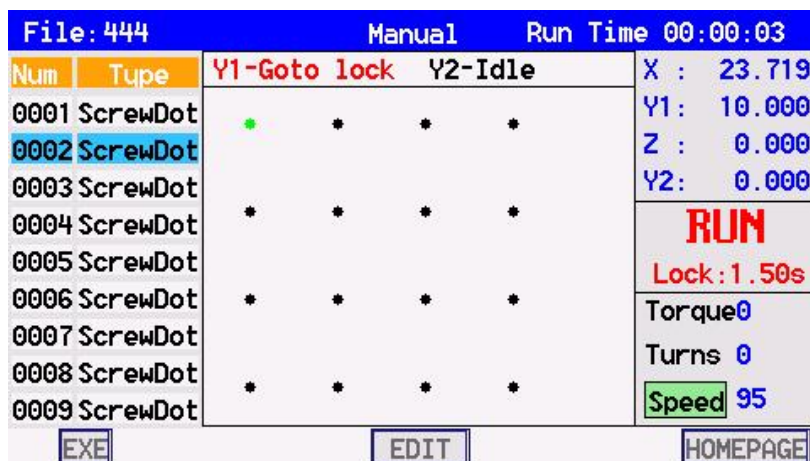 File:444 Manual Run Time 00:00:03
Num Type
0001 ScrewDot
0002 ScrewDot
0003 ScrewDot
0004 ScrewDot
0005 ScrewDot
0006 ScrewDot
0007 ScrewDot
0008 ScrewDot
0009 ScrewDot
Y1-Goto lock Y2-Idle
X : 23.719
Y1: 10.000
Z : 0.000
Y2: 0.000
RUN
Lock:1.50s
Torque0
Turns 0
Speed 95
EXE EDIT HOMEPAGE